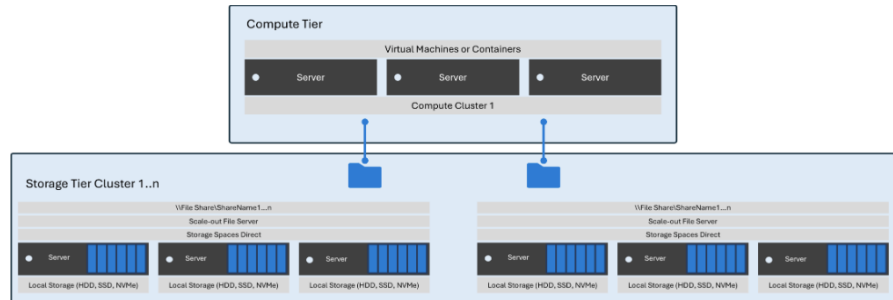 Compute Tier
Virtual Machines or Containers
Server Server Server
Compute Cluster 1
Storage Tier Cluster 1..n
\\File Share\ShareName1...n \\File Share\ShareName1...n
Scale-out File Server Scale-out File Server
Storage Spaces Direct Storage Spaces Direct
Server Server Server Server Server Server
Local Storage (HDD, SSD, NVMe) Local Storage (HDD, SSD, NVMe) Local Storage (HDD, SSD, NVMe) Local Storage (HDD, SSD, NVMe) Local Storage (HDD, SSD, NVMe) Local Storage (HDD, SSD, NVMe)